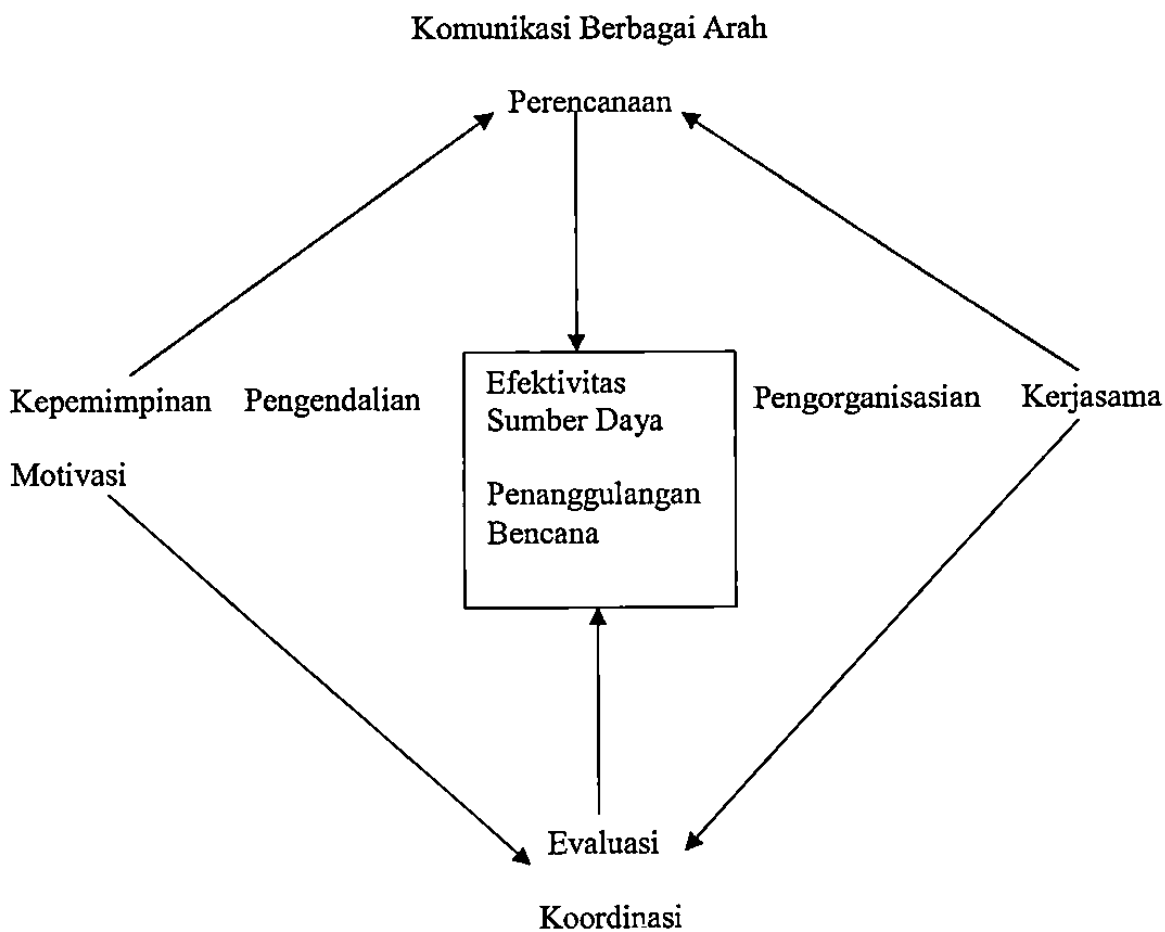 Komunikasi Berbagai Arah
Perencanaan
Kepemimpinan Pengendalian
Motivasi
Efektivitas
Sumber Daya
Penanggulangan
Bencana
Pengorganisasian Kerjasama
Evaluasi
Koordinasi